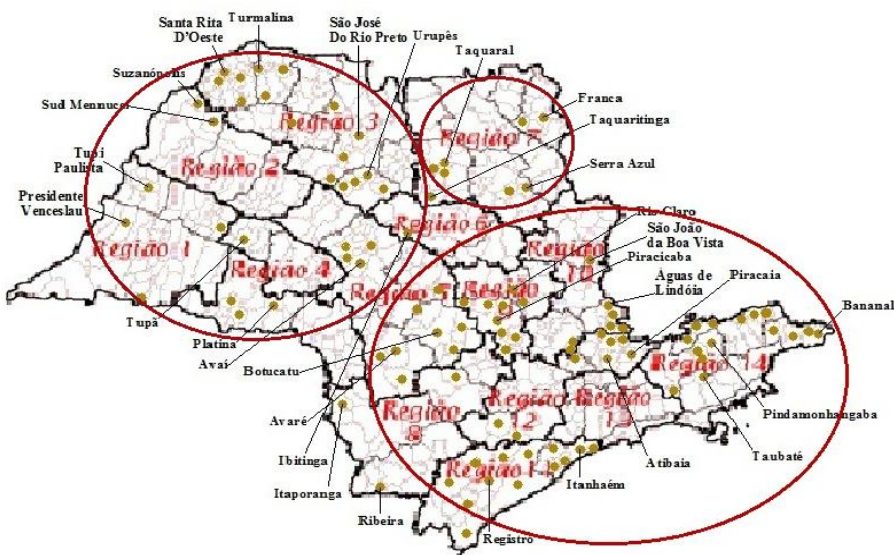 Santa Rita
D'Oeste
Turmalina
São José
Do Rio Preto
Urupês
Taquaral
Suzanópolis
Sud Mennucci
Franca
Taquaritinga
Região 3
Região 7
Região 2
Tupi
Paulista
Serra Azul
Presidente
Venceslau
Região 1
Região 6
Rio Claro
São João
da Boa Vista
Piracicaba
Região
10
Região 4
Águas de
Lindóia
Piracaia
Região
9
Bananal
Tupã
Platina
Avaí
Botucatu
Região 14
Avaré
Região
8
Região
12
Região
13
Pindamonhangaba
Taubaté
Ibitinga
Itaporanga
Atibaia
Região 11
Itanhaém
Ribeira
Registro